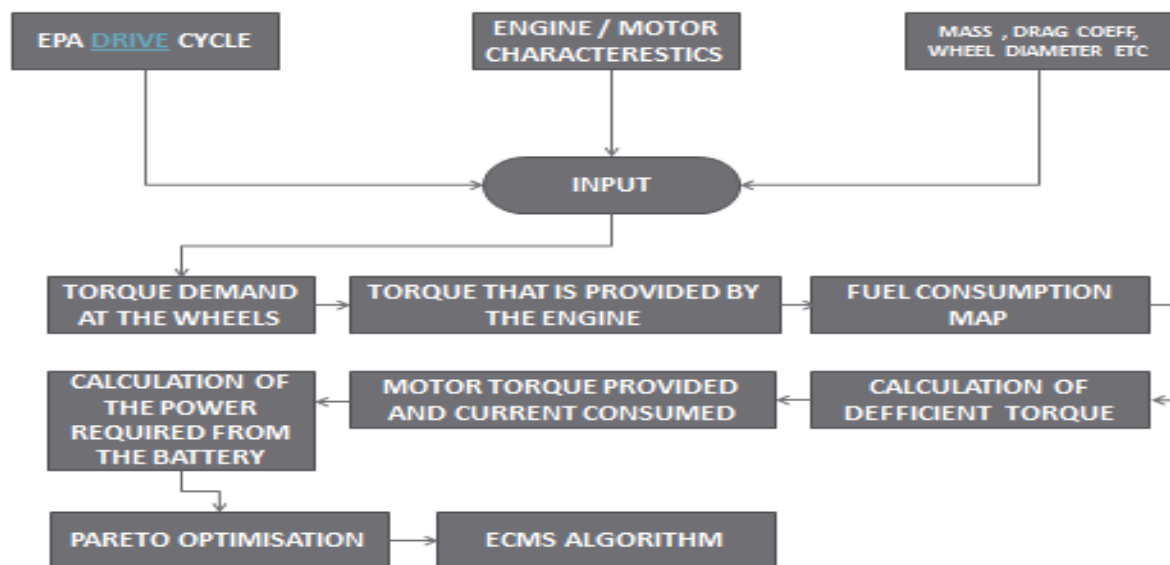 EPA DRIVE CYCLE
ENGINE / MOTOR
CHARACTERESTICS
MASS , DRAG COEFF,
WHEEL DIAMETER ETC
INPUT
TORQUE DEMAND
AT THE WHEELS
TORQUE THAT IS PROVIDED BY
THE ENGINE
FUEL CONSUMPTION
MAP
CALCULATION OF
DEFFICIENT TORQUE
MOTOR TORQUE PROVIDED
AND CURRENT CONSUMED
CALCULATION OF
THE POWER
REQUIRED FROM
THE BATTERY
PARETO OPTIMISATION
ECMS ALGORITHM